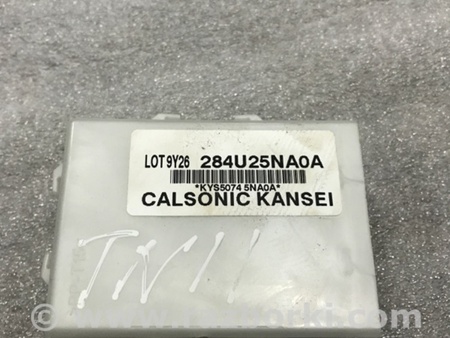 LOT 9Y26 284U25NA0A
*KYS5074 5NA0A*
CALSONIC KANSEI
TN11